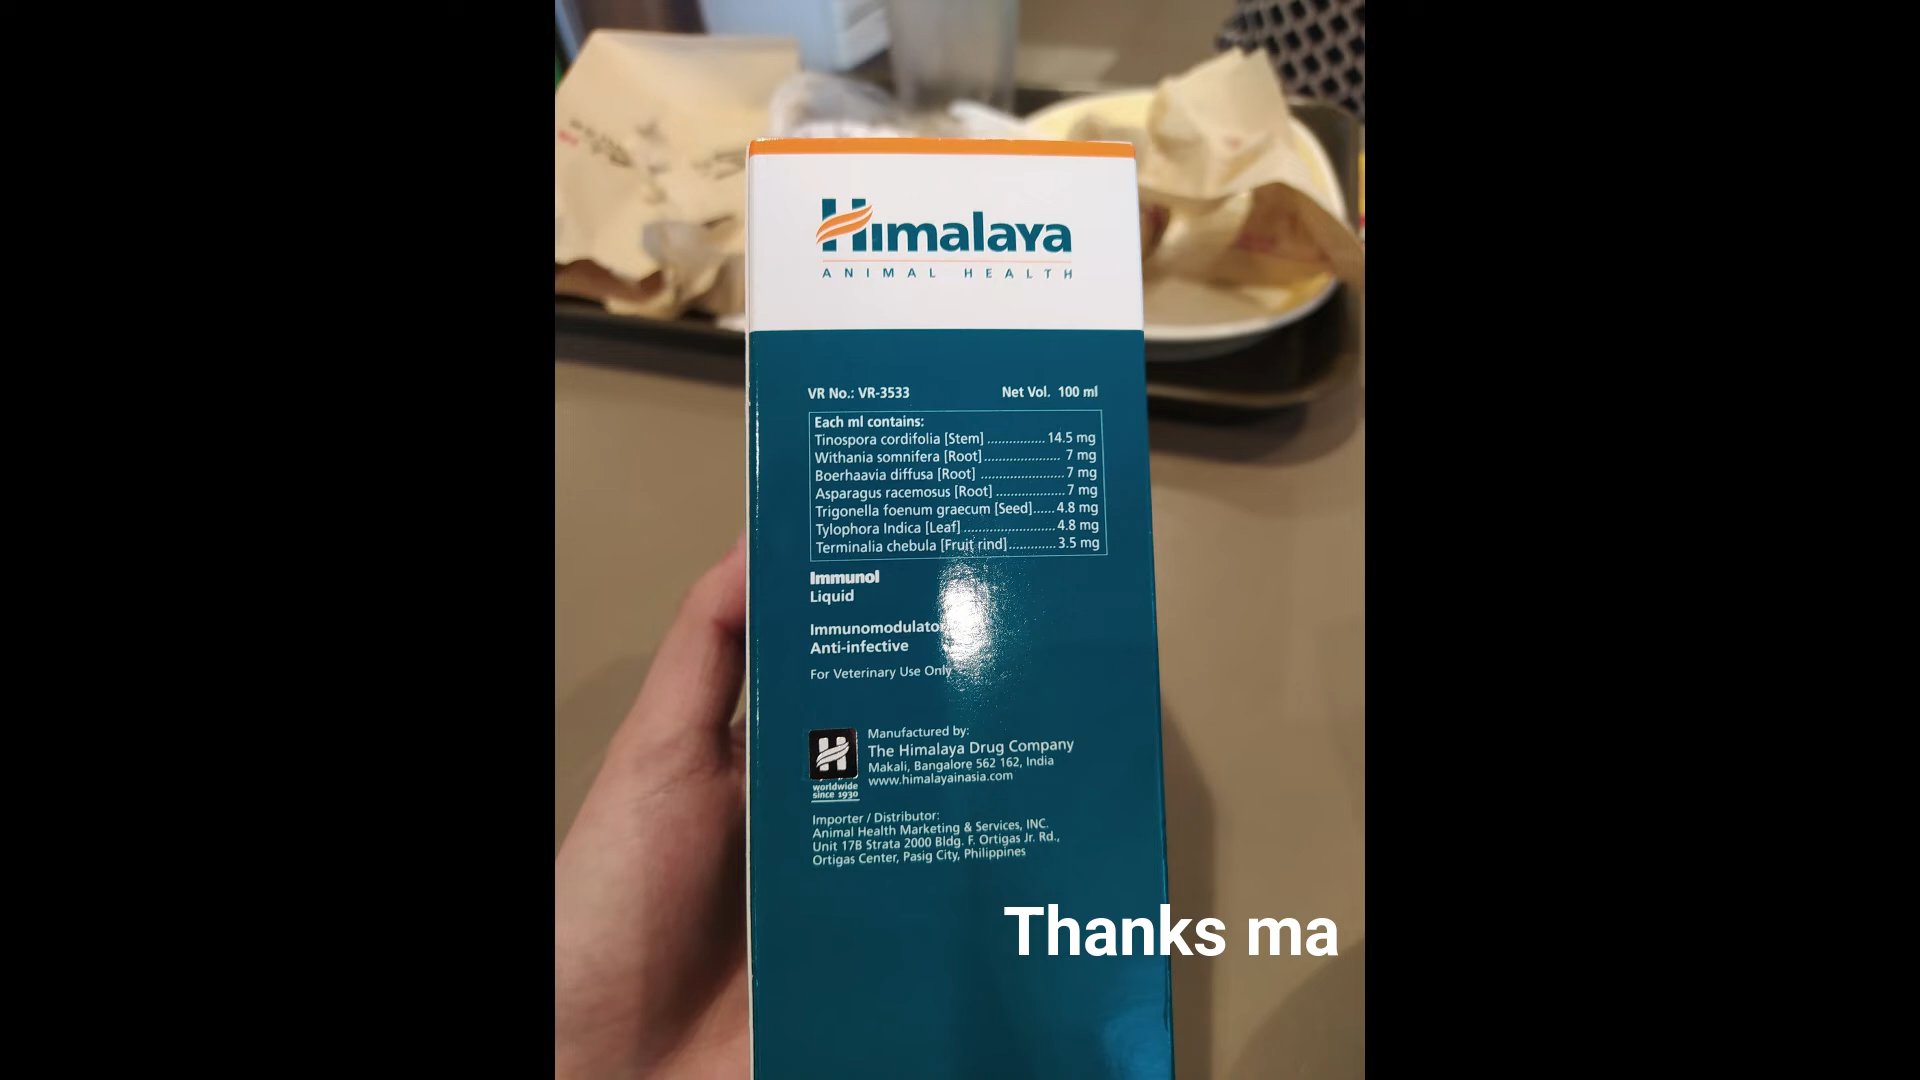 Himalaya
ANIMAL HEALTH
VR No.: VR-3533 Net Vol. 100 ml
Each ml contains:
Tinospora cordifolia [Stem] ................ 14.5 mg
Withania somnifera [Root]..................... 7 mg
Boerhaavia diffusa [Root] .......................7 mg
Asparagus racemosus [Root] ...................7 mg
Trigonella foenum graecum [Seed]......4.8 mg
Tylophora Indica [Leaf] .........................4.8 mg
Terminalia chebula [Fruit rind].............3.5 mg
Immunol
Liquid
Immunomodulato
Anti-infective
For Veterinary Use Only
Manufactured by:
The Himalaya Drug Company
Makali, Bangalore 562 162, India
www.himalayainasia.com
worldwide
since 1930
Importer / Distributor:
Animal Health Marketing & Services, INC.
Unit 17B Strata 2000 Bldg. F. Ortigas Jr. Rd.,
Ortigas Center, Pasig City, Philippines
Thanks ma